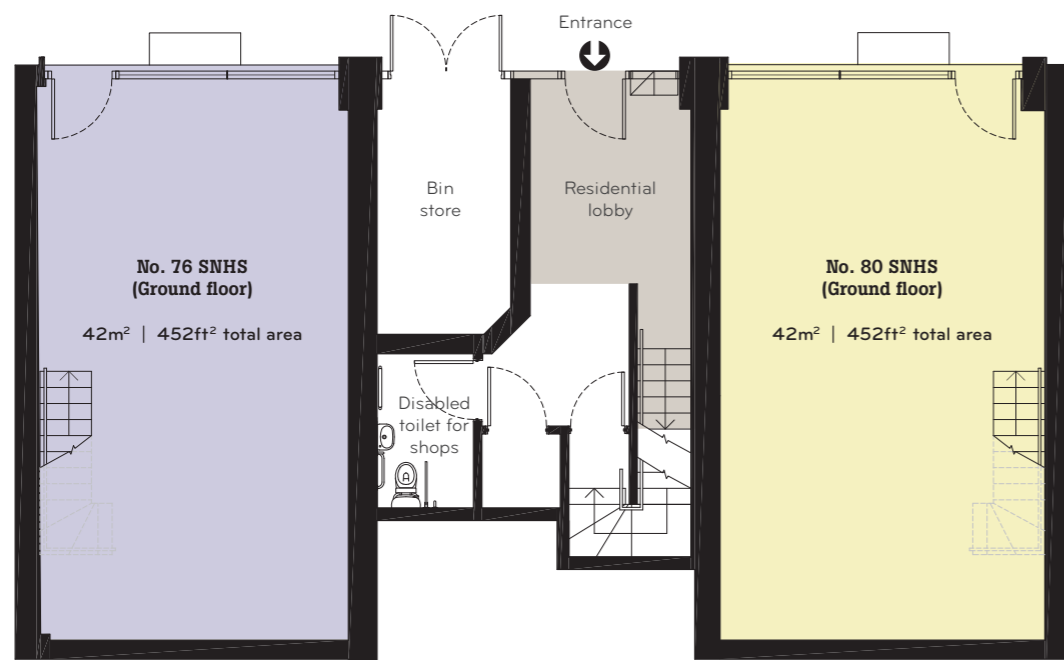 Entrance
Bin
store
Residential
lobby
No. 76 SNHS
(Ground floor)
42m² | 452ft² total area
No. 80 SNHS
(Ground floor)
42m² | 452ft² total area
Disabled
toilet for
shops